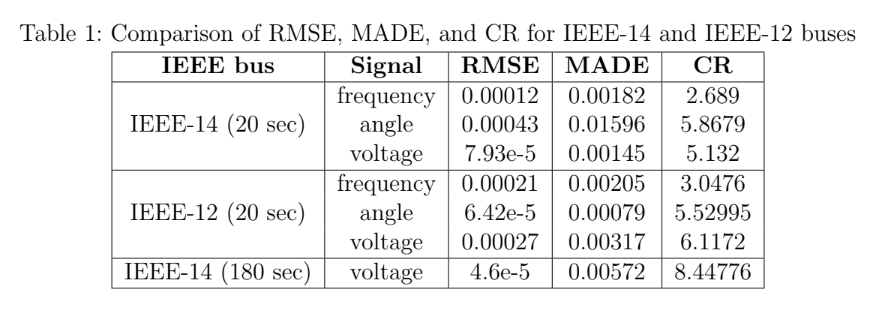 Table 1: Comparison of RMSE, MADE, and CR for IEEE-14 and IEEE-12 buses
IEEE bus Signal RMSE MADE CR
frequency 0.00012 0.00182 2.689
IEEE-14 (20 sec) angle 0.00043 0.01596 5.8679
voltage 7.93e-5 0.00145 5.132
frequency 0.00021 0.00205 3.0476
IEEE-12 (20 sec) angle 6.42e-5 0.00079 5.52995
voltage 0.00027 0.00317 6.1172
IEEE-14 (180 sec) voltage 4.6e-5 0.00572 8.44776